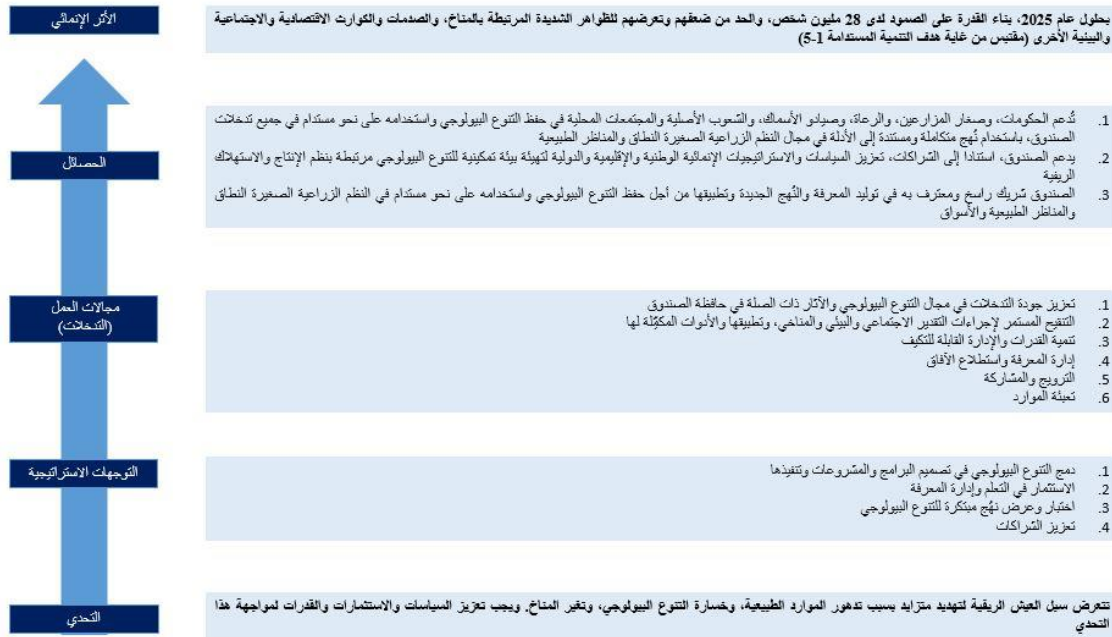 الأثر الإنمائي
بحلول عام 2025، بناء القدرة على الصمود لدى 28 مليون شخص، والحد من ضعفهم وتعرضهم للظواهر الشديدة المرتبطة بالمناخ، والصدمات والكوارث الاقتصادية والاجتماعية
والبيئية الأخرى (مقتبس من غاية هدف التنمية المستدامة 1-5)
الحصائل
1. تُدعم الحكومات، وصغار المزارعين، والرعاة، وصيادو الأسماك، والشعوب الأصلية والمجتمعات المحلية في حفظ التنوع البيولوجي واستخدامه على نحو مستدام في جميع تدخلات
الصندوق، باستخدام نُهج متكاملة ومستندة إلى الأدلة في مجال النظم الزراعية الصغيرة النطاق والمناظر الطبيعية
2. يدعم الصندوق، استنادا إلى الشراكات، تعزيز السياسات والاستراتيجيات الإنمائية الوطنية والإقليمية والدولية لتهيئة بيئة تمكينية للتنوع البيولوجي مرتبطة بنظم الإنتاج والاستهلاك
الريفية
3. الصندوق شريك راسخ ومعترف به في توليد المعرفة والنُهج الجديدة وتطبيقها من أجل حفظ التنوع البيولوجي واستخدامه على نحو مستدام في النظم الزراعية الصغيرة النطاق
والمناظر الطبيعية والأسواق
مجالات العمل
(التدخلات)
1. تعزيز جودة التدخلات في مجال التنوع البيولوجي والآثار ذات الصلة في حافظة الصندوق
2. التنقيح المستمر لإجراءات التقدير الاجتماعي والبيئي والمناخي، وتطبيقها والأدوات المكمّلة لها
3. تنمية القدرات والإدارة القابلة للتكيف
4. إدارة المعرفة واستطلاع الآفاق
5. الترويج والمشاركة
6. تعبئة الموارد
التوجهات الاستراتيجية
1. دمج التنوع البيولوجي في تصميم البرامج والمشروعات وتنفيذها
2. الاستثمار في التعلم وإدارة المعرفة
3. اختبار وعرض نهُج مبتكرة للتنوع البيولوجي
4. تعزيز الشراكات
التحدي
تتعرض سبل العيش الريفية لتهديد متزايد بسبب تدهور الموارد الطبيعية، وخسارة التنوع البيولوجي، وتغير المناخ. ويجب تعزيز السياسات والاستثمارات والقدرات لمواجهة هذا
التحدي